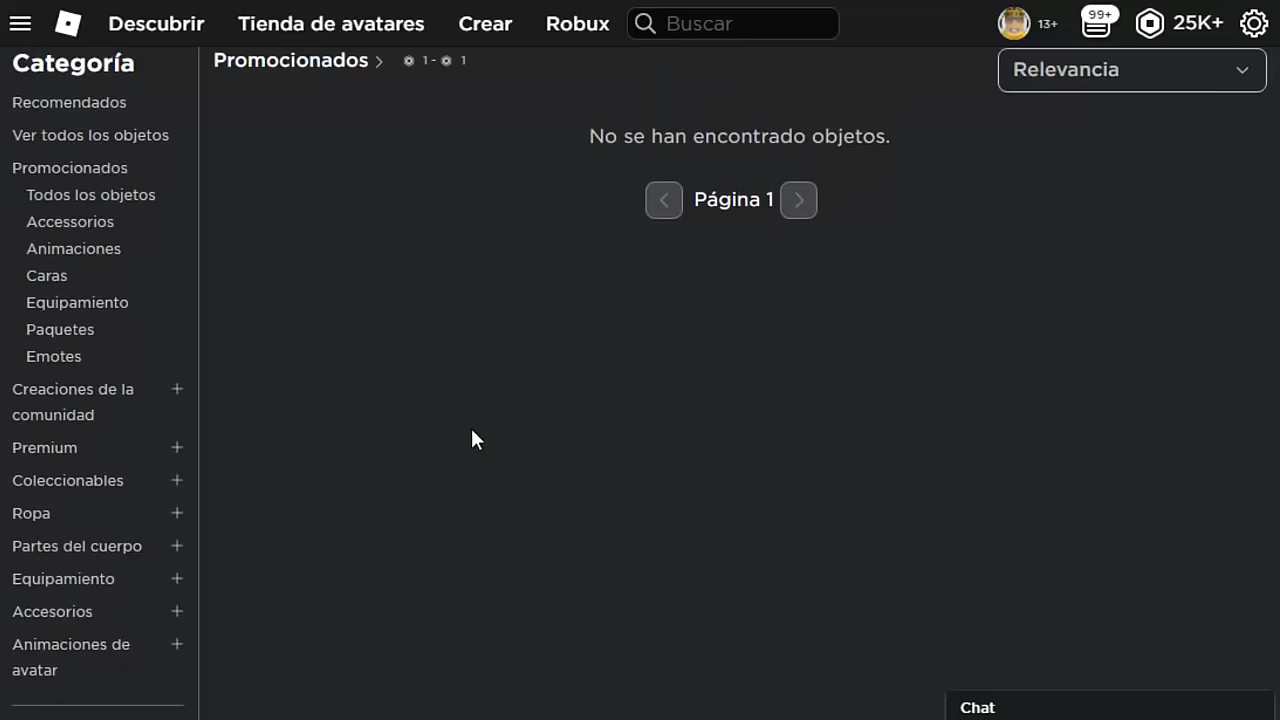 Descubrir Tienda de avatares Crear Robux Buscar 13+ 99+ 25K+
Categoría
Recomendados
Ver todos los objetos
Promocionados
Todos los objetos
Accessorios
Animaciones
Caras
Equipamiento
Paquetes
Emotes
Creaciones de la
comunidad
+
Premium +
Coleccionables +
Ropa +
Partes del cuerpo +
Equipamiento +
Accesorios +
Animaciones de
avatar
+
Promocionados > 1 - 1
Relevancia
No se han encontrado objetos.
< Página 1 >
Chat